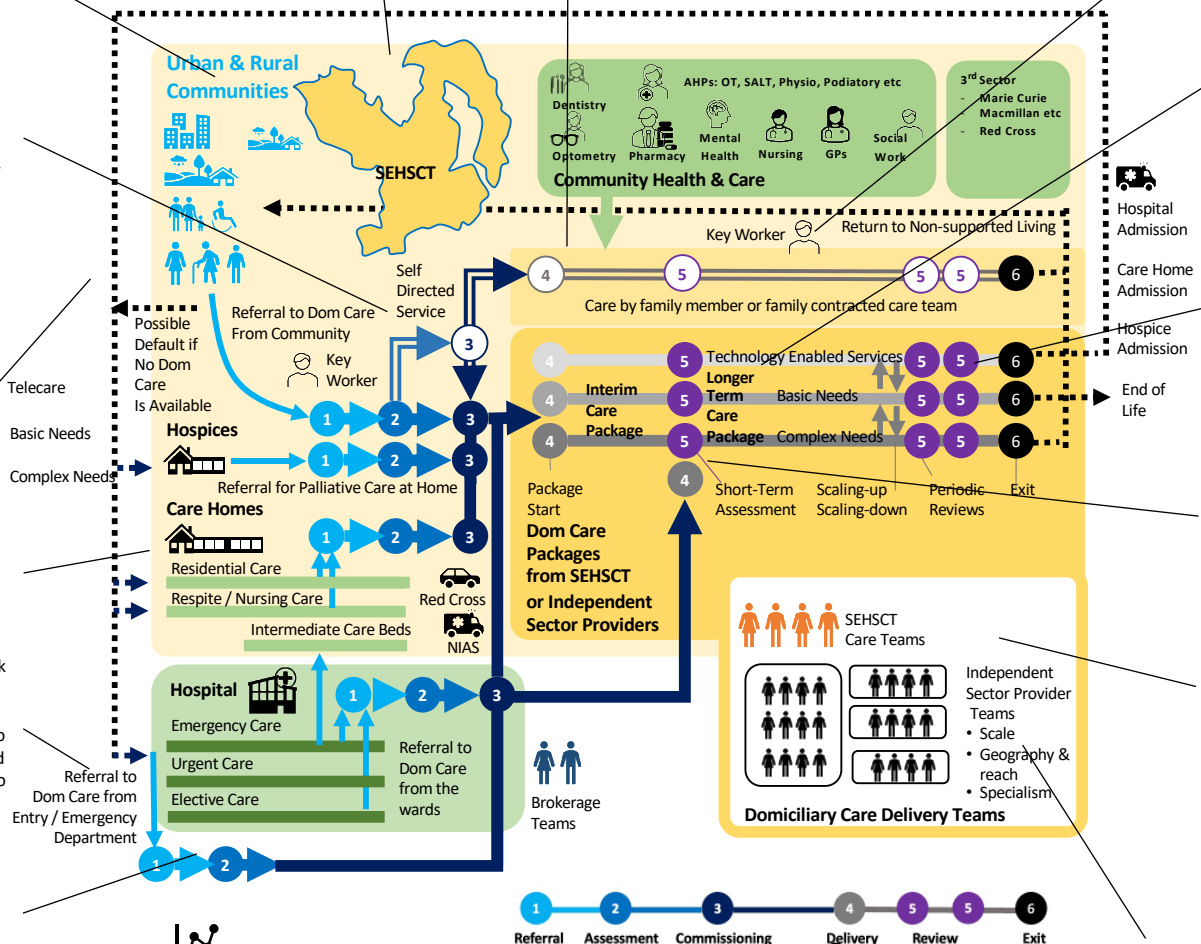 Urban & Rural
Communities
SEHSCT
Dentistry
AHPs: OT, SALT, Physio, Podiatory etc
Optometry
Pharmacy
Mental
Health
Nursing
GPs
Social
Work
Community Health & Care
3rd Sector
- Marie Curie
- Macmillan etc
- Red Cross
Hospital
Admission
Care Home
Admission
Hospice
Admission
End of
Life
Key Worker
Return to Non-supported Living
4
5
5
5
6
Care by family member or family contracted care team
Self
Directed
Service
3
Referral to Dom Care
From Community
Key
Worker
Possible
Default if
No Dom
Care
Is Available
Telecare
Basic Needs
Complex Needs
1
2
3
Hospices
1
2
3
Referral for Palliative Care at Home
Care Homes
1
2
3
Residential Care
Respite / Nursing Care
Intermediate Care Beds
Red Cross
NIAS
4
5
Technology Enabled Services
5
5
6
4
5
Basic Needs
5
5
6
4
5
Complex Needs
5
5
6
Interim
Care
Package
Longer
Term
Care
Package
4
Package
Start
Short-Term
Assessment
Scaling-up
Scaling-down
Periodic
Reviews
Exit
Dom Care
Packages
from SEHSCT
or Independent
Sector Providers
SEHSCT
Care Teams
Independent
Sector Provider
Teams
• Scale
• Geography &
reach
• Specialism
Domiciliary Care Delivery Teams
Hospital
1
2
3
Emergency Care
Urgent Care
Elective Care
Referral to
Dom Care
from the
wards
Brokerage
Teams
k
o
d
o
Referral to
Dom Care from
Entry / Emergency
Department
1
2
1
2
3
4
5
5
6
Referral
Assessment
Commissioning
Delivery
Review
Exit